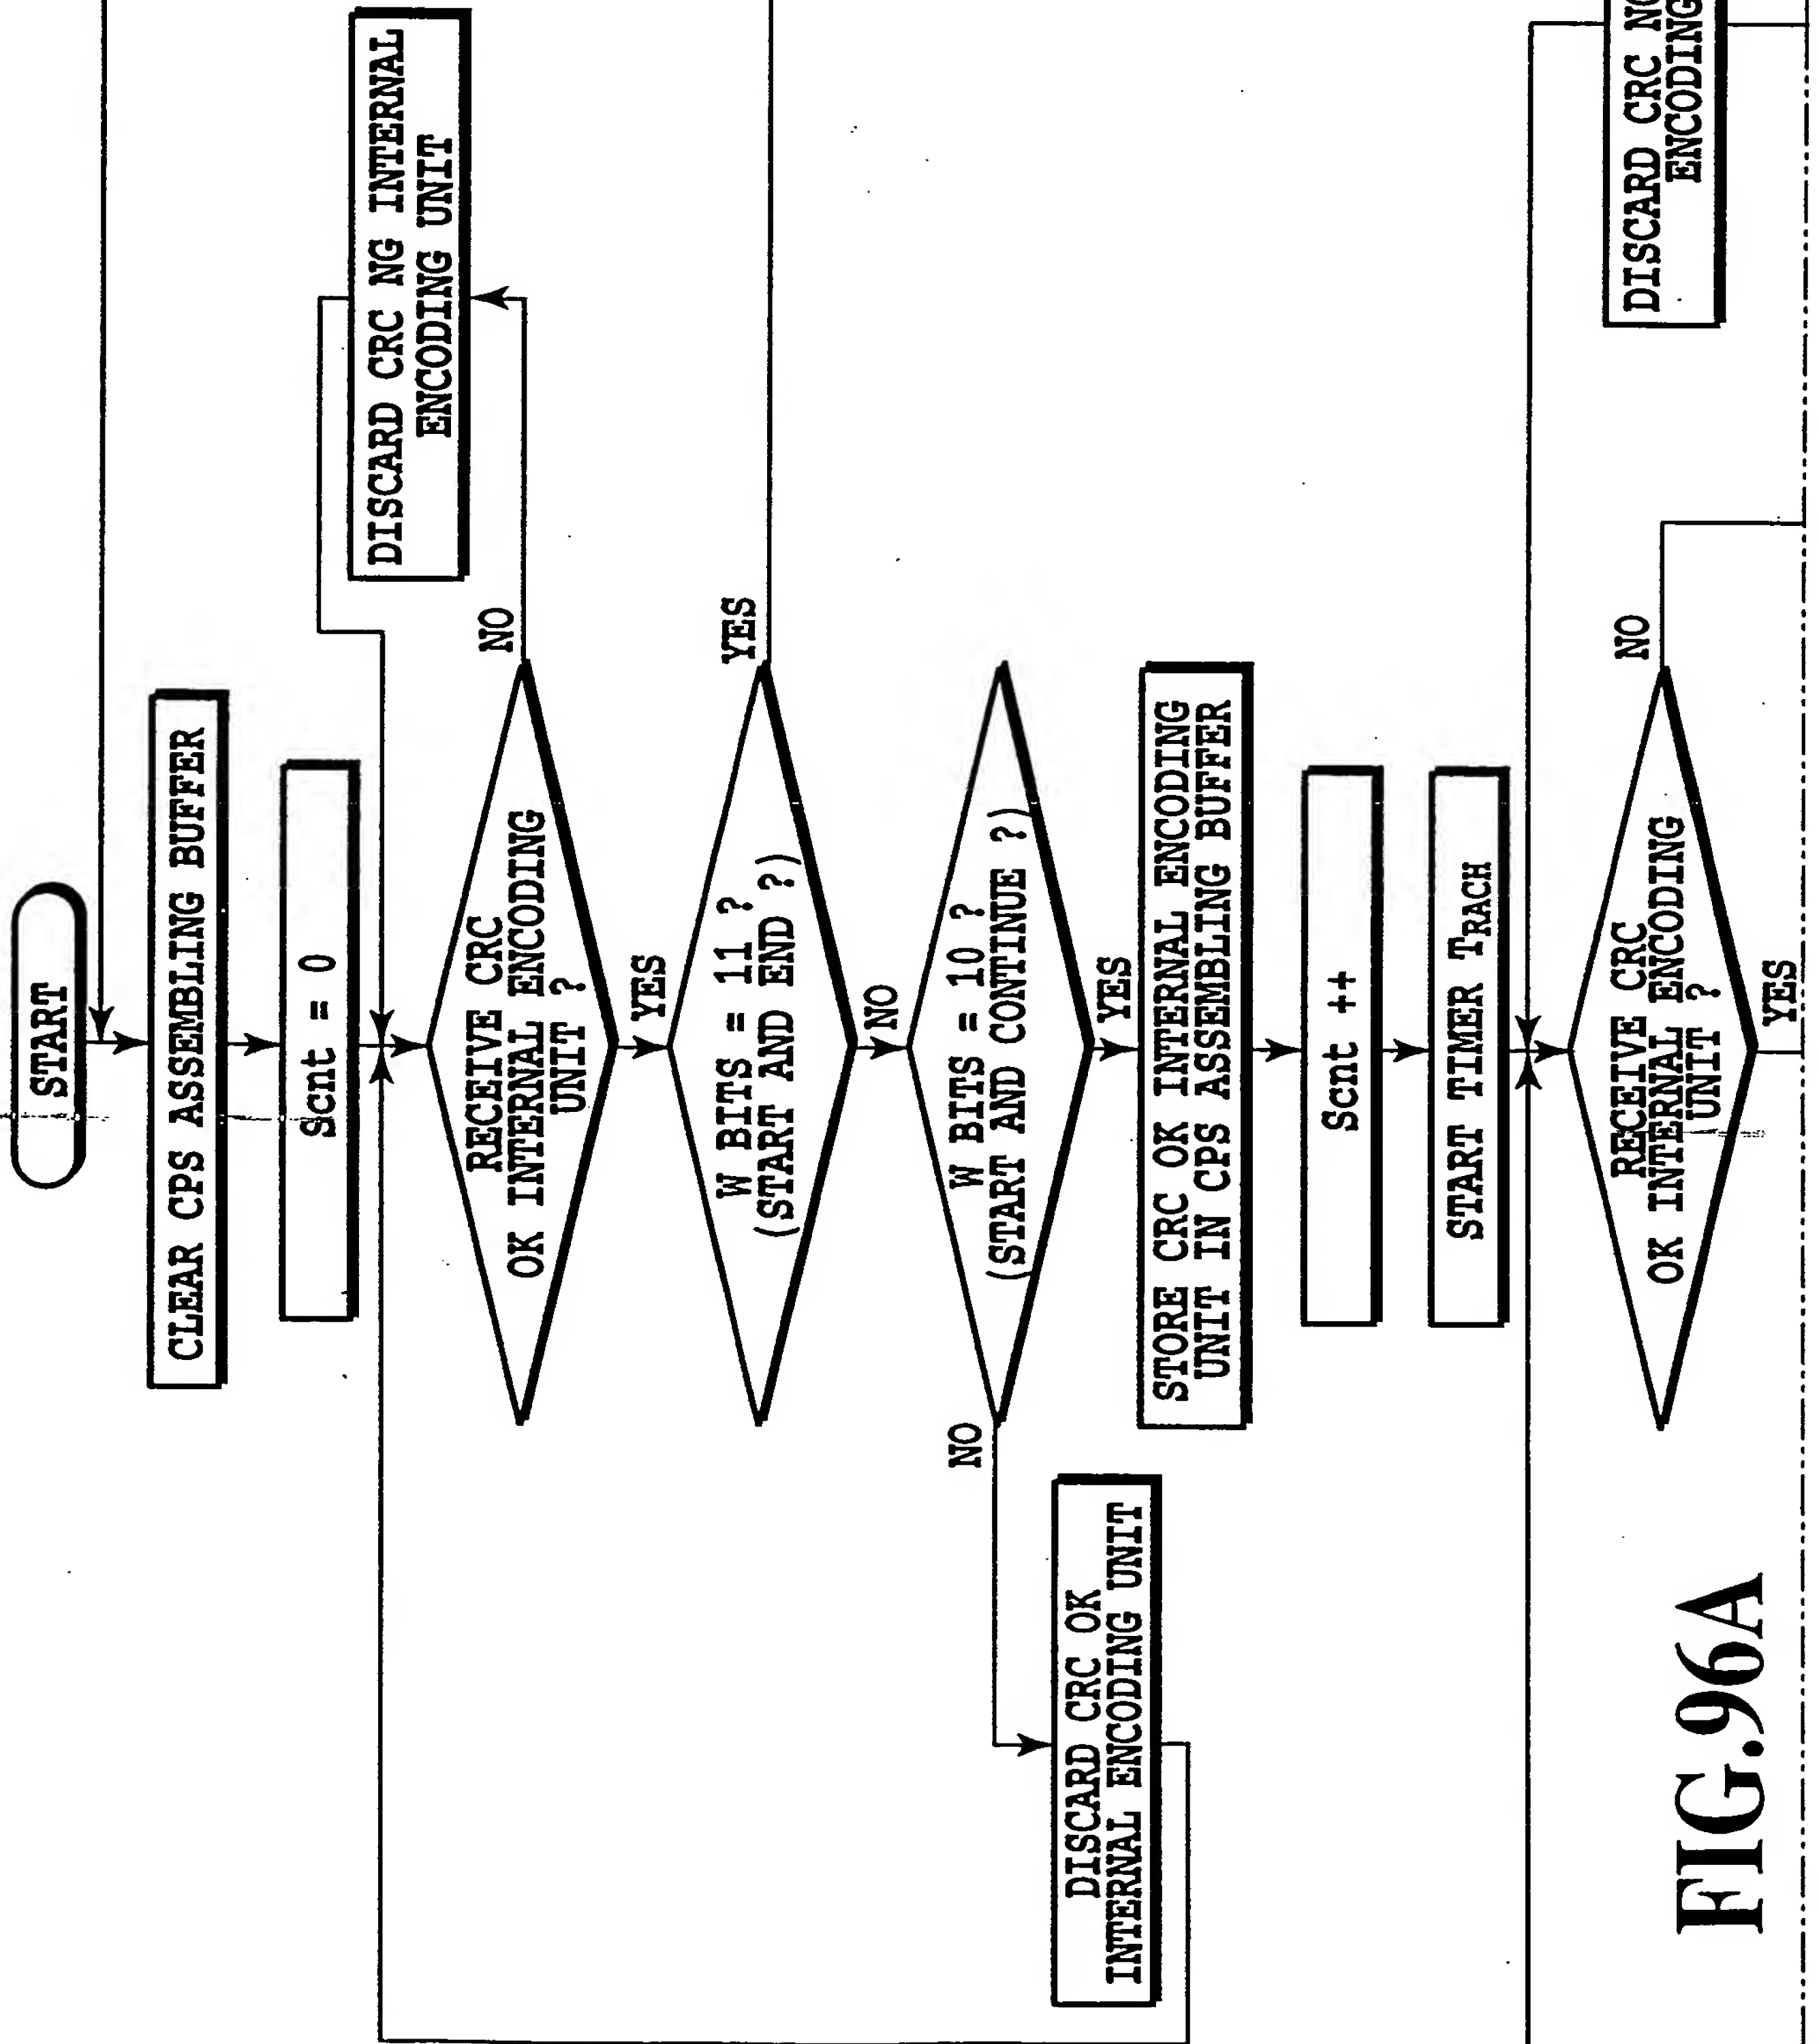 START
CLEAR CPS ASSEMBLING BUFFER
Scnt = 0
DISCARD CRC NG INTERNAL
ENCODING UNIT
RECEIVE CRC
OK INTERNAL ENCODING
UNIT ?
NO
YES
W BITS = 11 ?
(START AND END ?)
YES
NO
W BITS = 10 ?
(START AND CONTINUE ?)
NO
YES
DISCARD CRC OK
INTERNAL ENCODING UNIT
STORE CRC OK INTERNAL ENCODING
UNIT IN CPS ASSEMBLING BUFFER
Scnt ++
START TIMER TRACH
RECEIVE CRC
OK INTERNAL ENCODING
UNIT ?
NO
YES
DISCARD CRC
ENCODING
FIG.96A